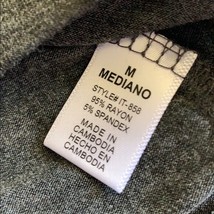 M
MEDIANO
STYLE# IT-858
95% RAYON
5% SPANDEX
MADE IN
CAMBODIA
HECHO EN
CAMBODIA